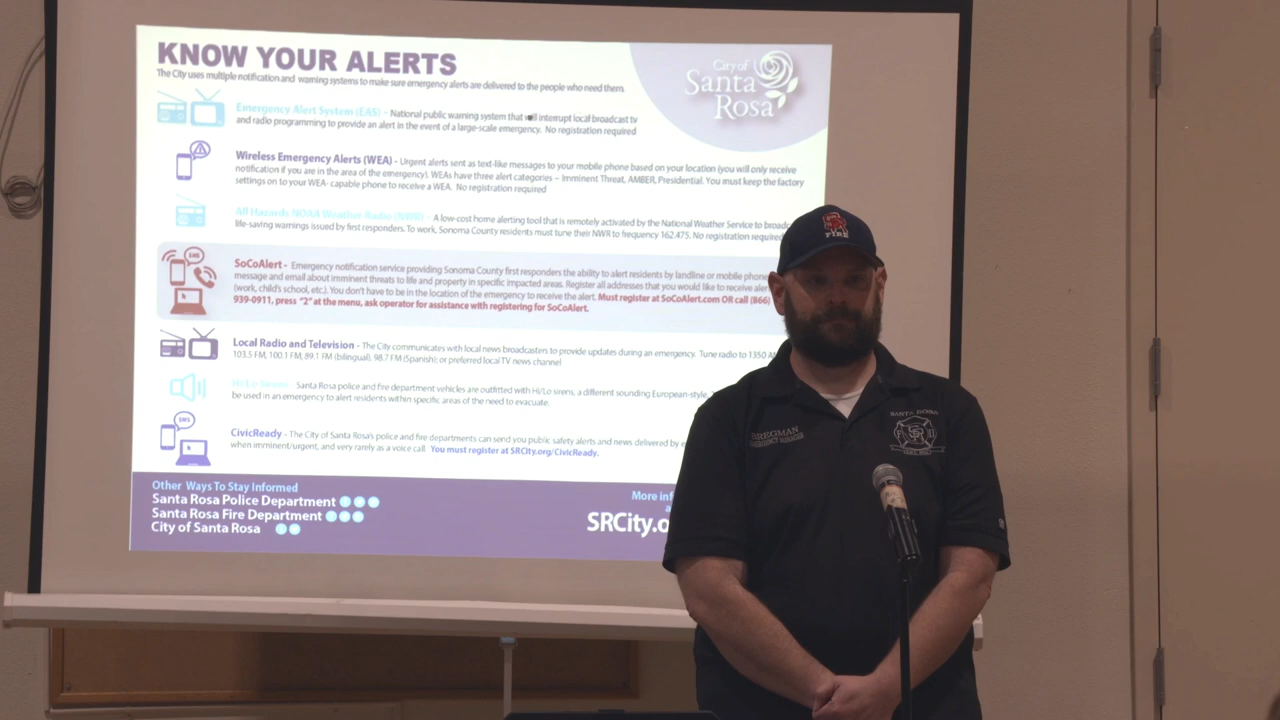 KNOW YOUR ALERTS
The City uses multiple notification and warning systems to make sure emergency alerts are delivered to the people who need them.
City of
Santa
Rosa
Emergency Alert System (EAS) - National public warning system that will interrupt local broadcast tv
and radio programming to provide an alert in the event of a large-scale emergency. No registration required
Wireless Emergency Alerts (WEA) - Urgent alerts sent as text-like messages to your mobile phone based on your location (you will only receive
notification if you are in the area of the emergency). WEAs have three alert categories – Imminent Threat, AMBER, Presidential. You must keep the factory
settings on to your WEA- capable phone to receive a WEA. No registration required
All Hazards NOAA Weather Radio (NWR) - A low-cost home alerting tool that is remotely activated by the National Weather Service to broadc
life-saving warnings issued by first responders. To work, Sonoma County residents must tune their NWR to frequency 162.475. No registration required
SMS
SoCoAlert - Emergency notification service providing Sonoma County first responders the ability to alert residents by landline or mobile phone
message and email about imminent threats to life and property in specific impacted areas. Register all addresses that you would like to receive aler
(work, child's school, etc.). You don't have to be in the location of the emergency to receive the alert. Must register at SoCoAlert.com OR call (866)
939-0911, press "2" at the menu, ask operator for assistance with registering for SoCoAlert.
Local Radio and Television - The City communicates with local news broadcasters to provide updates during an emergency. Tune radio to 1350 A
103.5 FM, 100.1 FM, 89.1 FM (bilingual), 98.7 FM (Spanish); or preferred local TV news channel
Hi/Lo Sirens - Santa Rosa police and fire department vehicles are outfitted with Hi/Lo sirens, a different sounding European-style.
be used in an emergency to alert residents within specific areas of the need to evacuate.
SMS
CivicReady - The City of Santa Rosa's police and fire departments can send you public safety alerts and news delivered by e
when imminent/urgent, and very rarely as a voice call. You must register at SRCity.org/CivicReady.
Other Ways To Stay Informed
Santa Rosa Police Department
Santa Rosa Fire Department
City of Santa Rosa
More inf
a
SRCity.o
FIRE
BREGMAN
EMERGENCY MANAGER
SANTA ROSA